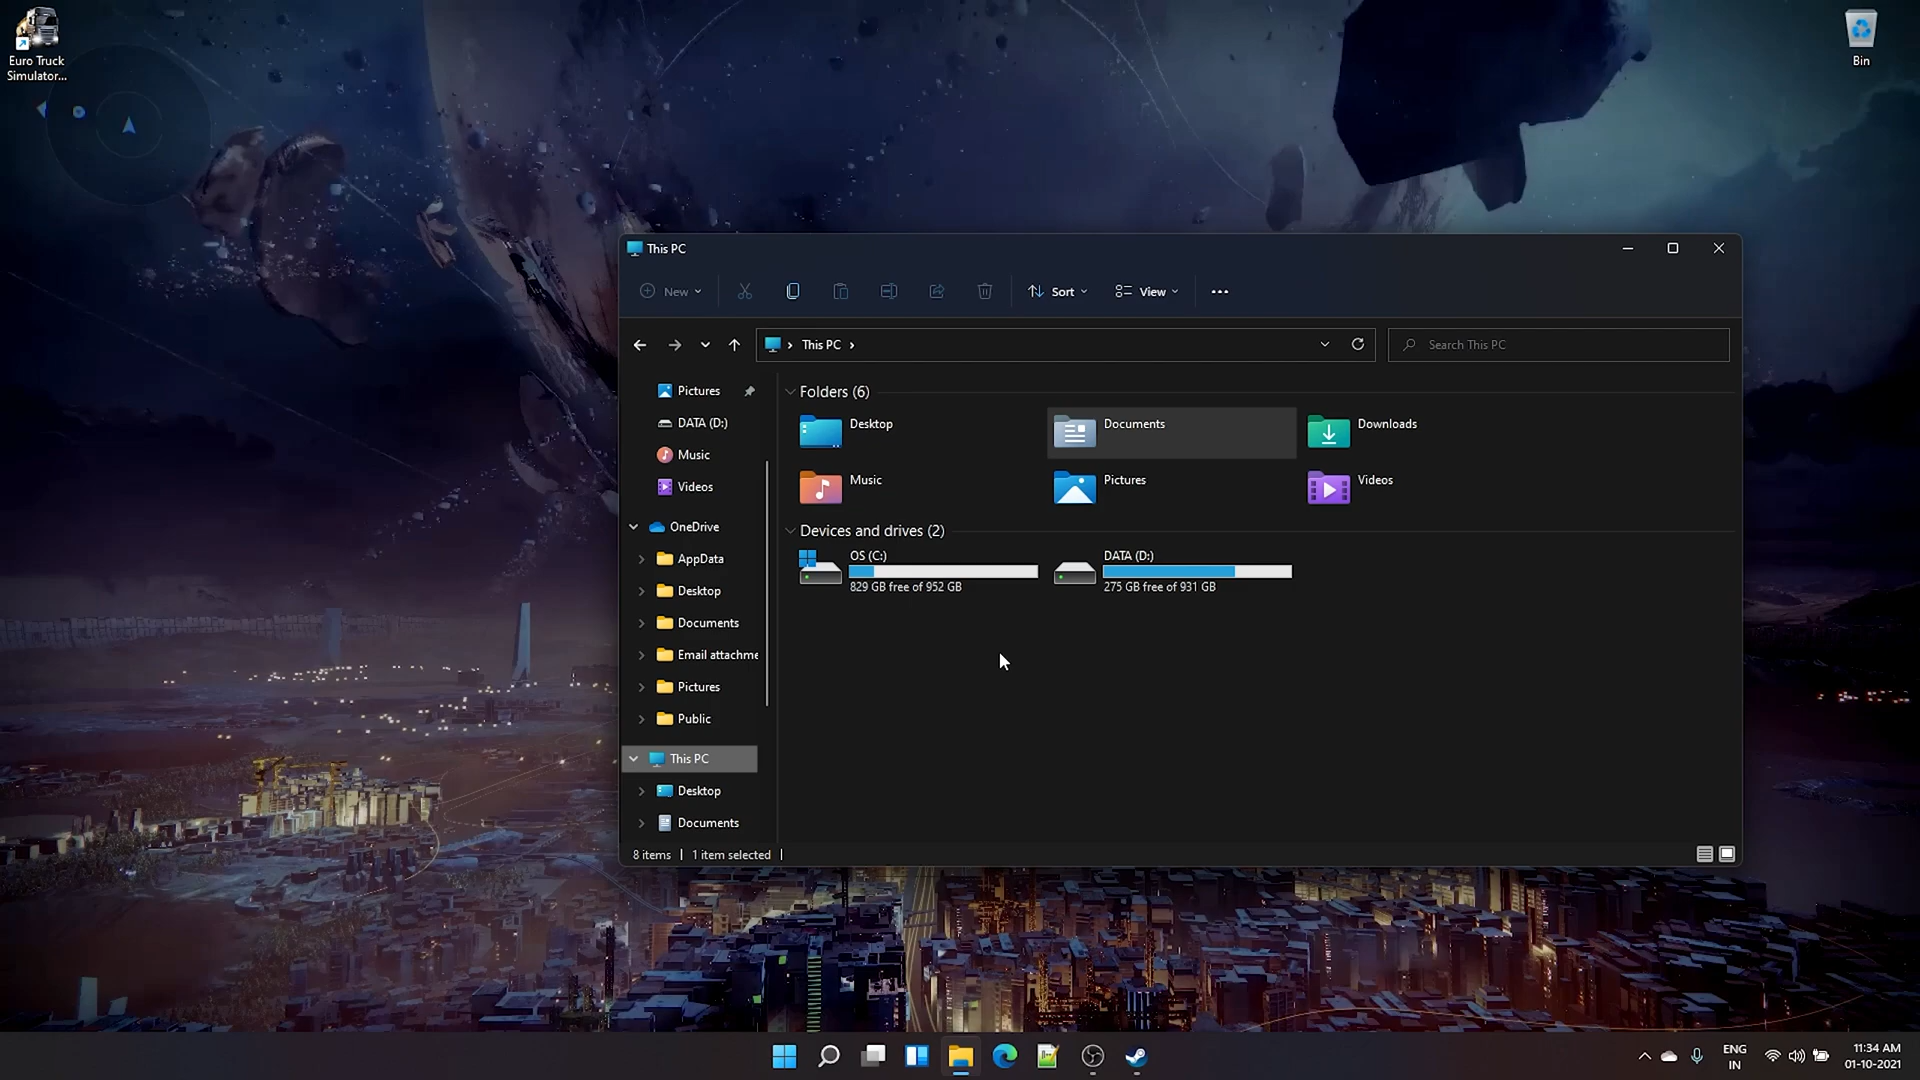 Euro Truck
Simulator...
Bin
This PC
New
Sort
View
This PC
Search This PC
Pictures
DATA (D:)
Music
Videos
OneDrive
AppData
Desktop
Documents
Email attachme
Pictures
Public
This PC
Desktop
Documents
Folders (6)
Desktop
Documents
Downloads
Music
Pictures
Videos
Devices and drives (2)
OS (C:)
829 GB free of 952 GB
DATA (D:)
275 GB free of 931 GB
8 items
1 item selected
ENG
IN
11:34 AM
01-10-2021